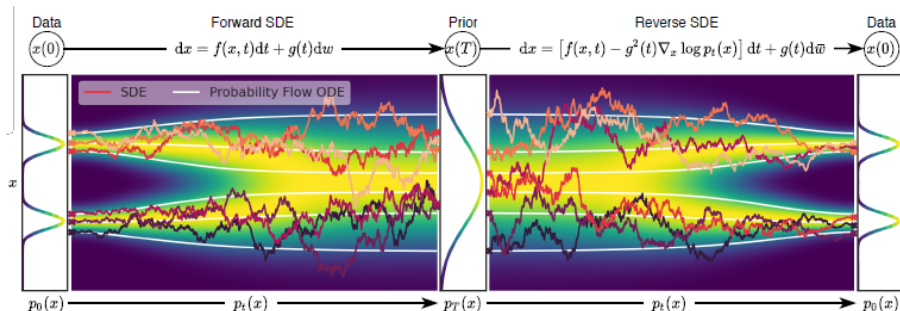 Data Forward SDE Prior Reverse SDE Data
x(0) dx = f(x, t)dt + g(t)dw x(T) dx = [f(x, t) − g²(t)∇ₓ log pₜ(x)] dt + g(t)dw̄ x(0)
SDE Probability Flow ODE
x
p₀(x) pₜ(x) p_T(x) pₜ(x) p₀(x)